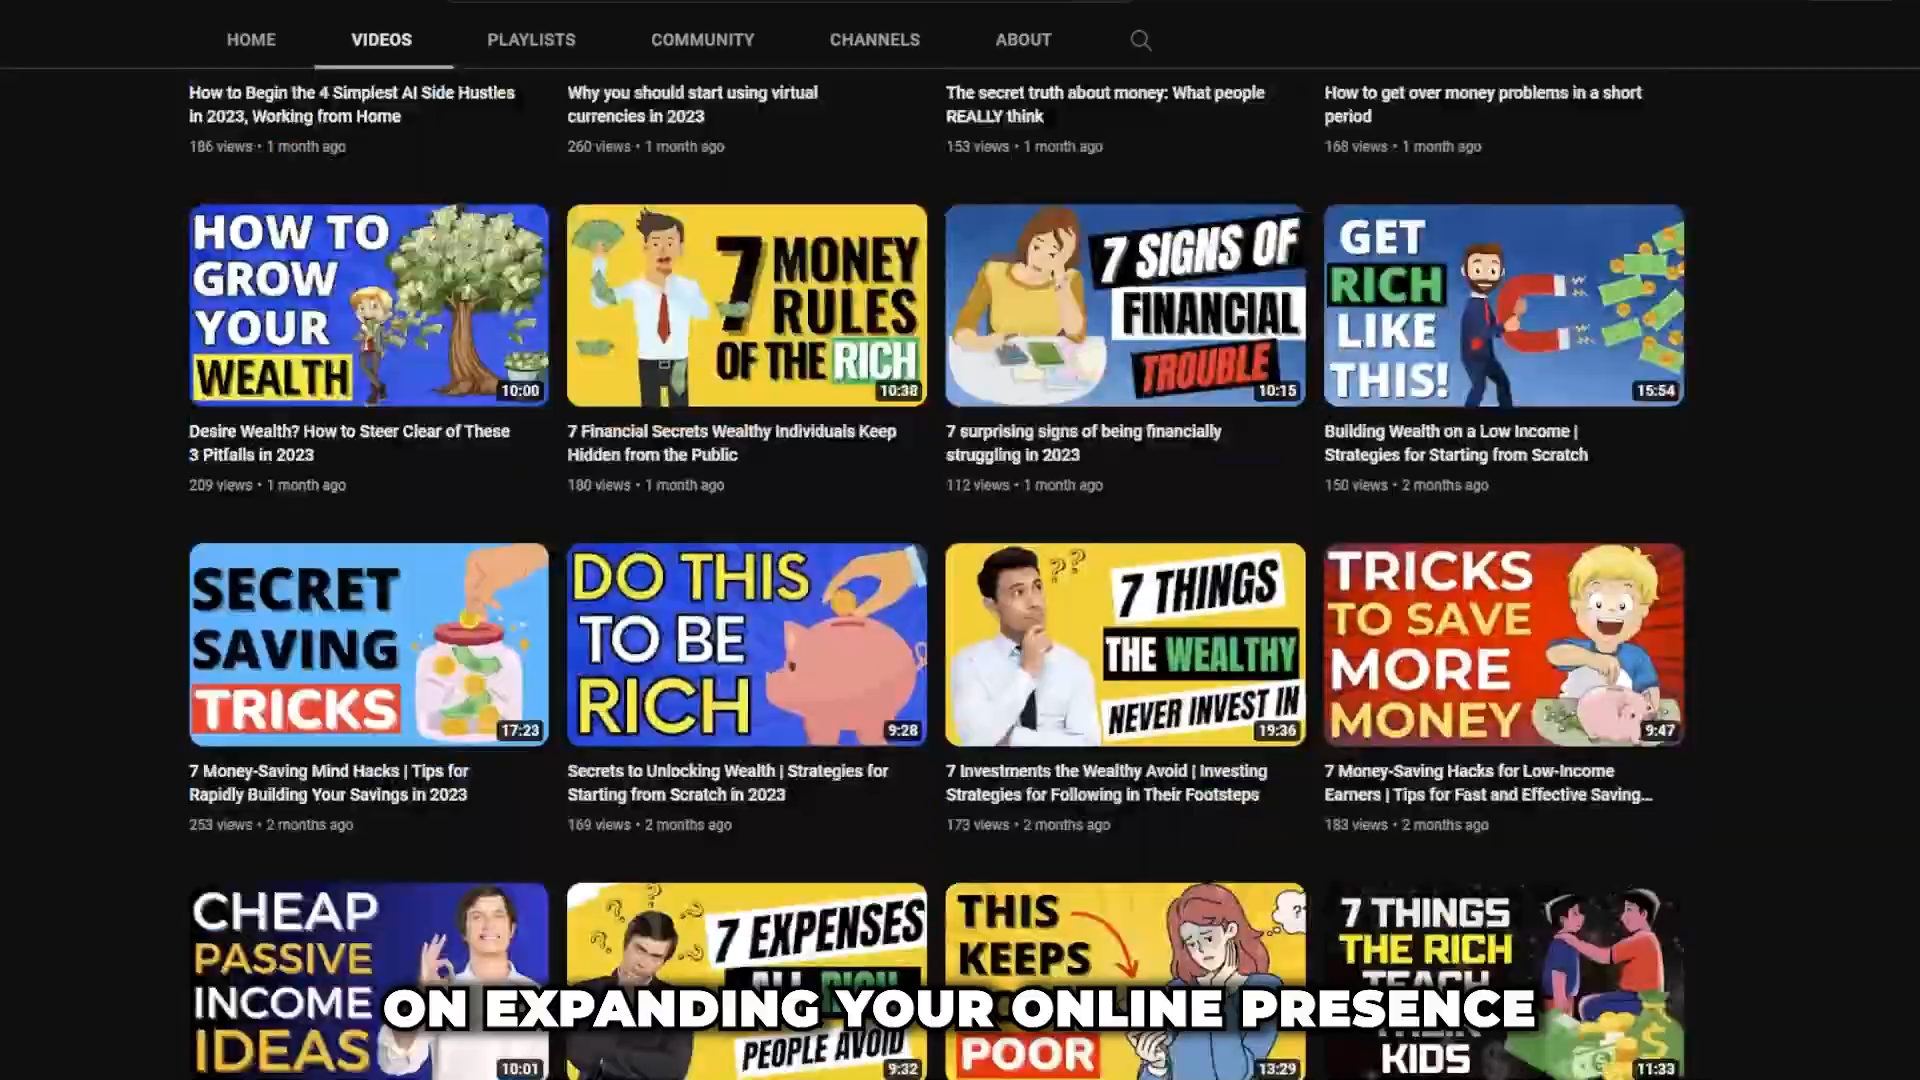 HOME VIDEOS PLAYLISTS COMMUNITY CHANNELS ABOUT
How to Begin the 4 Simplest AI Side Hustles
in 2023, Working from Home
186 views • 1 month ago
Why you should start using virtual
currencies in 2023
260 views • 1 month ago
The secret truth about money: What people
REALLY think
153 views • 1 month ago
How to get over money problems in a short
period
168 views • 1 month ago
HOW TO
GROW
YOUR
WEALTH
10:00
Desire Wealth? How to Steer Clear of These
3 Pitfalls in 2023
209 views • 1 month ago
7 MONEY
RULES
OF THE RICH
10:38
7 Financial Secrets Wealthy Individuals Keep
Hidden from the Public
180 views • 1 month ago
7 SIGNS OF
FINANCIAL
TROUBLE
10:15
7 surprising signs of being financially
struggling in 2023
112 views • 1 month ago
GET
RICH
LIKE
THIS!
15:54
Building Wealth on a Low Income |
Strategies for Starting from Scratch
150 views • 2 months ago
SECRET
SAVING
TRICKS
17:23
7 Money-Saving Mind Hacks | Tips for
Rapidly Building Your Savings in 2023
253 views • 2 months ago
DO THIS
TO BE
RICH
9:28
Secrets to Unlocking Wealth | Strategies for
Starting from Scratch in 2023
169 views • 2 months ago
7 THINGS
THE WEALTHY
NEVER INVEST IN
19:36
7 Investments the Wealthy Avoid | Investing
Strategies for Following in Their Footsteps
173 views • 2 months ago
TRICKS
TO SAVE
MORE
MONEY
9:47
7 Money-Saving Hacks for Low-Income
Earners | Tips for Fast and Effective Saving...
183 views • 2 months ago
CHEAP
PASSIVE
INCOME
IDEAS
10:01
7 EXPENSES
ALL RICH
PEOPLE AVOID
9:32
THIS
KEEPS
POOR
13:29
7 THINGS
THE RICH
TEACH
THEIR
KIDS
11:33
ON EXPANDING YOUR ONLINE PRESENCE